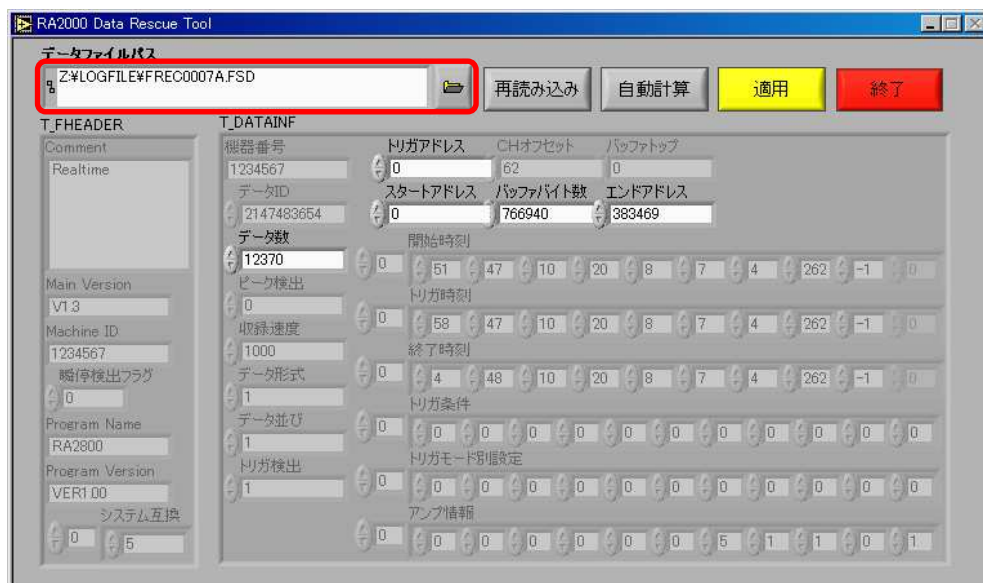 RA2000 Data Rescue Tool
データファイルパス
Z:¥LOGFILE¥FREC0007A.FSD
再読み込み
自動計算
適用
終了
T_FHEADER
Comment
Realtime
Main Version
V1.3
Machine ID
1234567
瞬停検出フラグ
0
Program Name
RA2800
Program Version
VER1.00
システム互換
0 5
T_DATAINF
機器番号
1234567
データID
2147483654
データ数
12370
ピーク検出
0
収録速度
1000
データ形式
1
データ並び
1
トリガ検出
1
トリガアドレス CHオフセット バッファトップ
0 62 0
スタートアドレス バッファバイト数 エンドアドレス
0 766940 383469
開始時刻
0 51 47 10 20 8 7 4 262 -1 0
トリガ時刻
0 58 47 10 20 8 7 4 262 -1 0
終了時刻
0 4 48 10 20 8 7 4 262 -1 0
トリガ条件
0 0 0 0 0 0 0 0 0 0 0
トリガモード別設定
0 0 0 0 0 0 0 0 0 0 0
アンプ情報
0 0 0 0 0 0 0 5 1 1 0 1